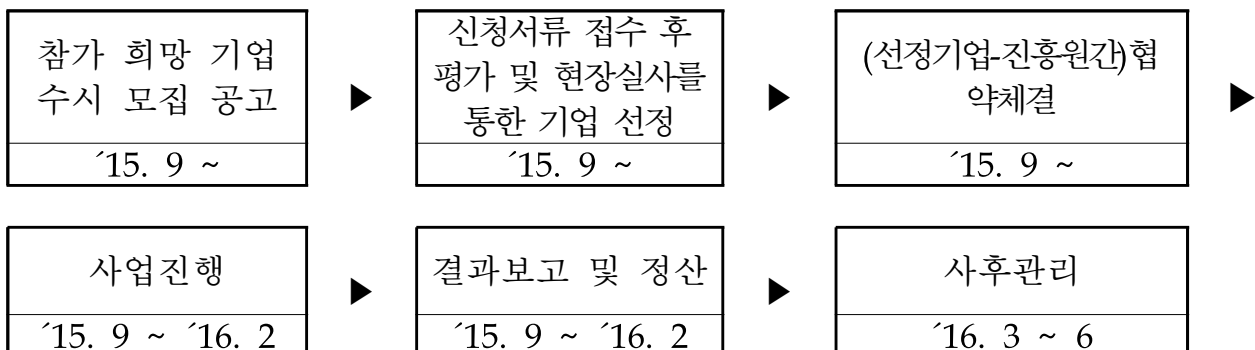 참가 희망 기업
수시 모집 공고
´15. 9 ~
▶
신청서류 접수 후
평가 및 현장실사를
통한 기업 선정
´15. 9 ~
▶
(선정기업-진흥원간)협
약체결
´15. 9 ~
▶
사업진행
´15. 9 ~ ´16. 2
▶
결과보고 및 정산
´15. 9 ~ ´16. 2
▶
사후관리
´16. 3 ~ 6